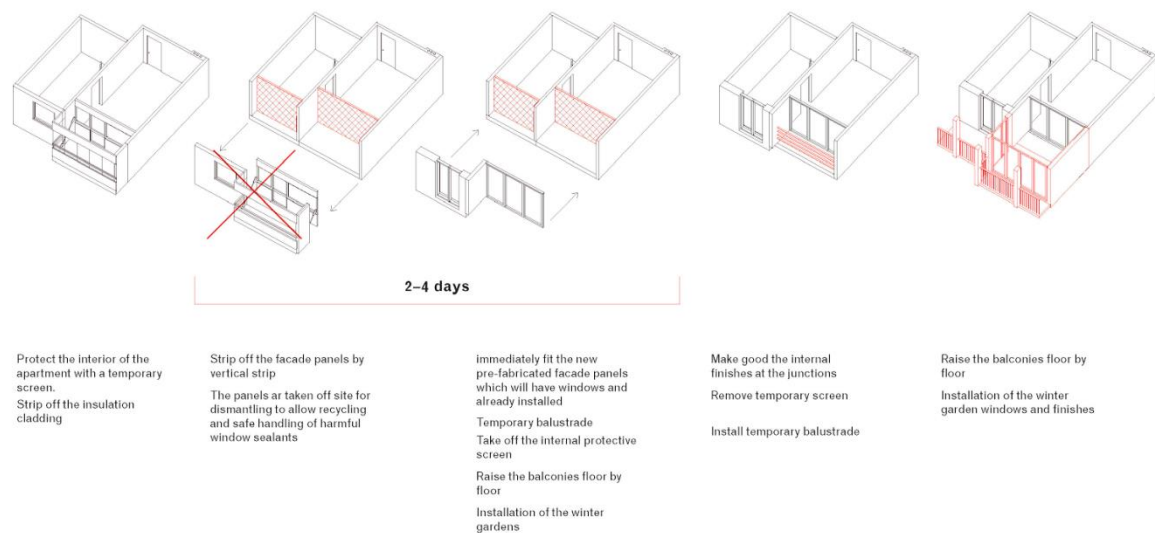 2–4 days
Protect the interior of the
apartment with a temporary
screen.
Strip off the insulation
cladding
Strip off the facade panels by
vertical strip
The panels ar taken off site for
dismantling to allow recycling
and safe handling of harmful
window sealants
immediately fit the new
pre-fabricated facade panels
which will have windows and
already installed
Temporary balustrade
Take off the internal protective
screen
Raise the balconies floor by
floor
Installation of the winter
gardens
Make good the internal
finishes at the junctions
Remove temporary screen
Install temporary balustrade
Raise the balconies floor by
floor
Installation of the winter
garden windows and finishes